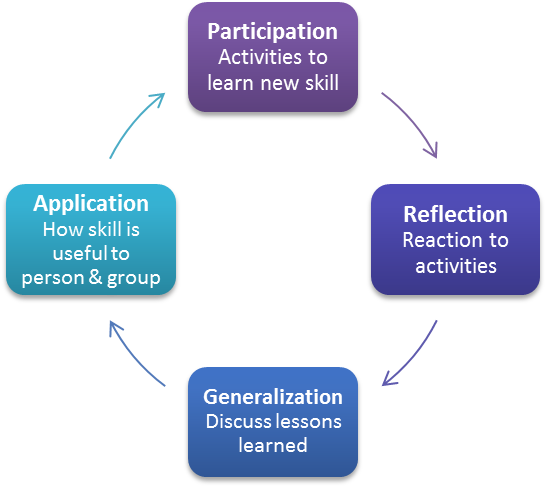 Participation
Activities to
learn new skill
Reflection
Reaction to
activities
Generalization
Discuss lessons
learned
Application
How skill is
useful to
person & group